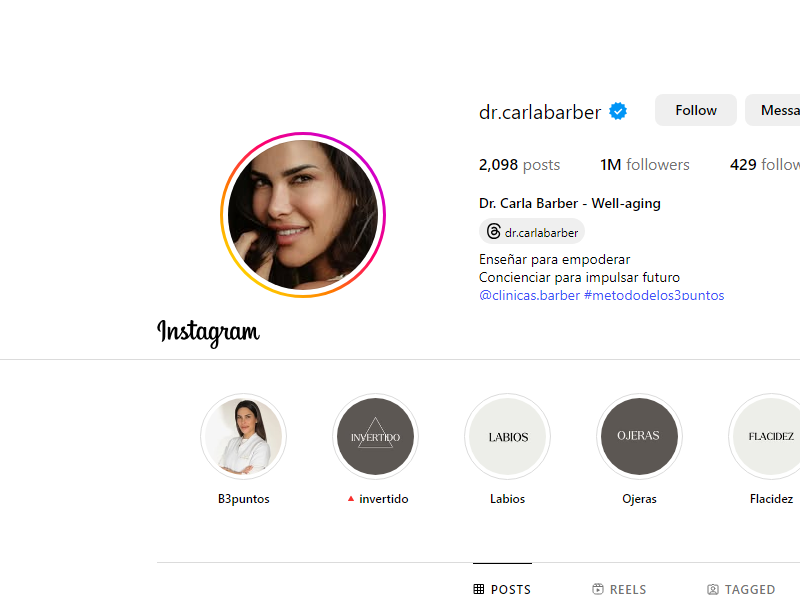 dr.carlabarber
Follow
Messa
2,098 posts
1M followers
429 follow
Dr. Carla Barber - Well-aging
dr.carlabarber
Enseñar para empoderar
Concienciar para impulsar futuro
@clinicas.barber #metododelos3puntos
Instagram
INVERTIDO
LABIOS
OJERAS
FLACIDEZ
B3puntos
🔺 invertido
Labios
Ojeras
Flacidez
POSTS
REELS
TAGGED